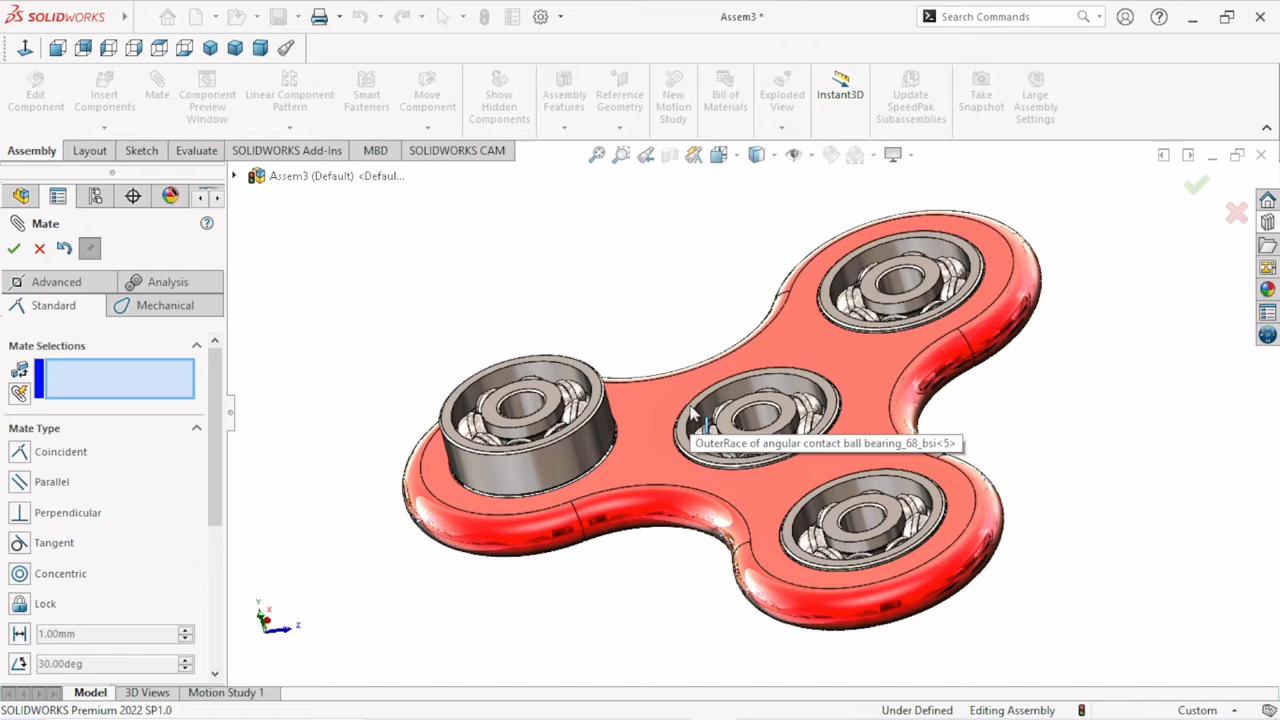 SOLIDWORKS
Assem3 *
Search Commands
Edit Component
Insert Components
Mate
Component Preview Window
Linear Component Pattern
Smart Fasteners
Move Component
Show Hidden Components
Assembly Features
Reference Geometry
New Motion Study
Bill of Materials
Exploded View
Instant3D
Update SpeedPak Subassemblies
Take Snapshot
Large Assembly Settings
Assembly
Layout
Sketch
Evaluate
SOLIDWORKS Add-Ins
MBD
SOLIDWORKS CAM
Assem3 (Default) <Defaul...
Mate
Advanced
Analysis
Standard
Mechanical
Mate Selections
Mate Type
Coincident
Parallel
Perpendicular
Tangent
Concentric
Lock
1.00mm
30.00deg
OuterRace of angular contact ball bearing_68_bsi<5>
Y
X
Z
Model
3D Views
Motion Study 1
SOLIDWORKS Premium 2022 SP1.0
Under Defined
Editing Assembly
Custom